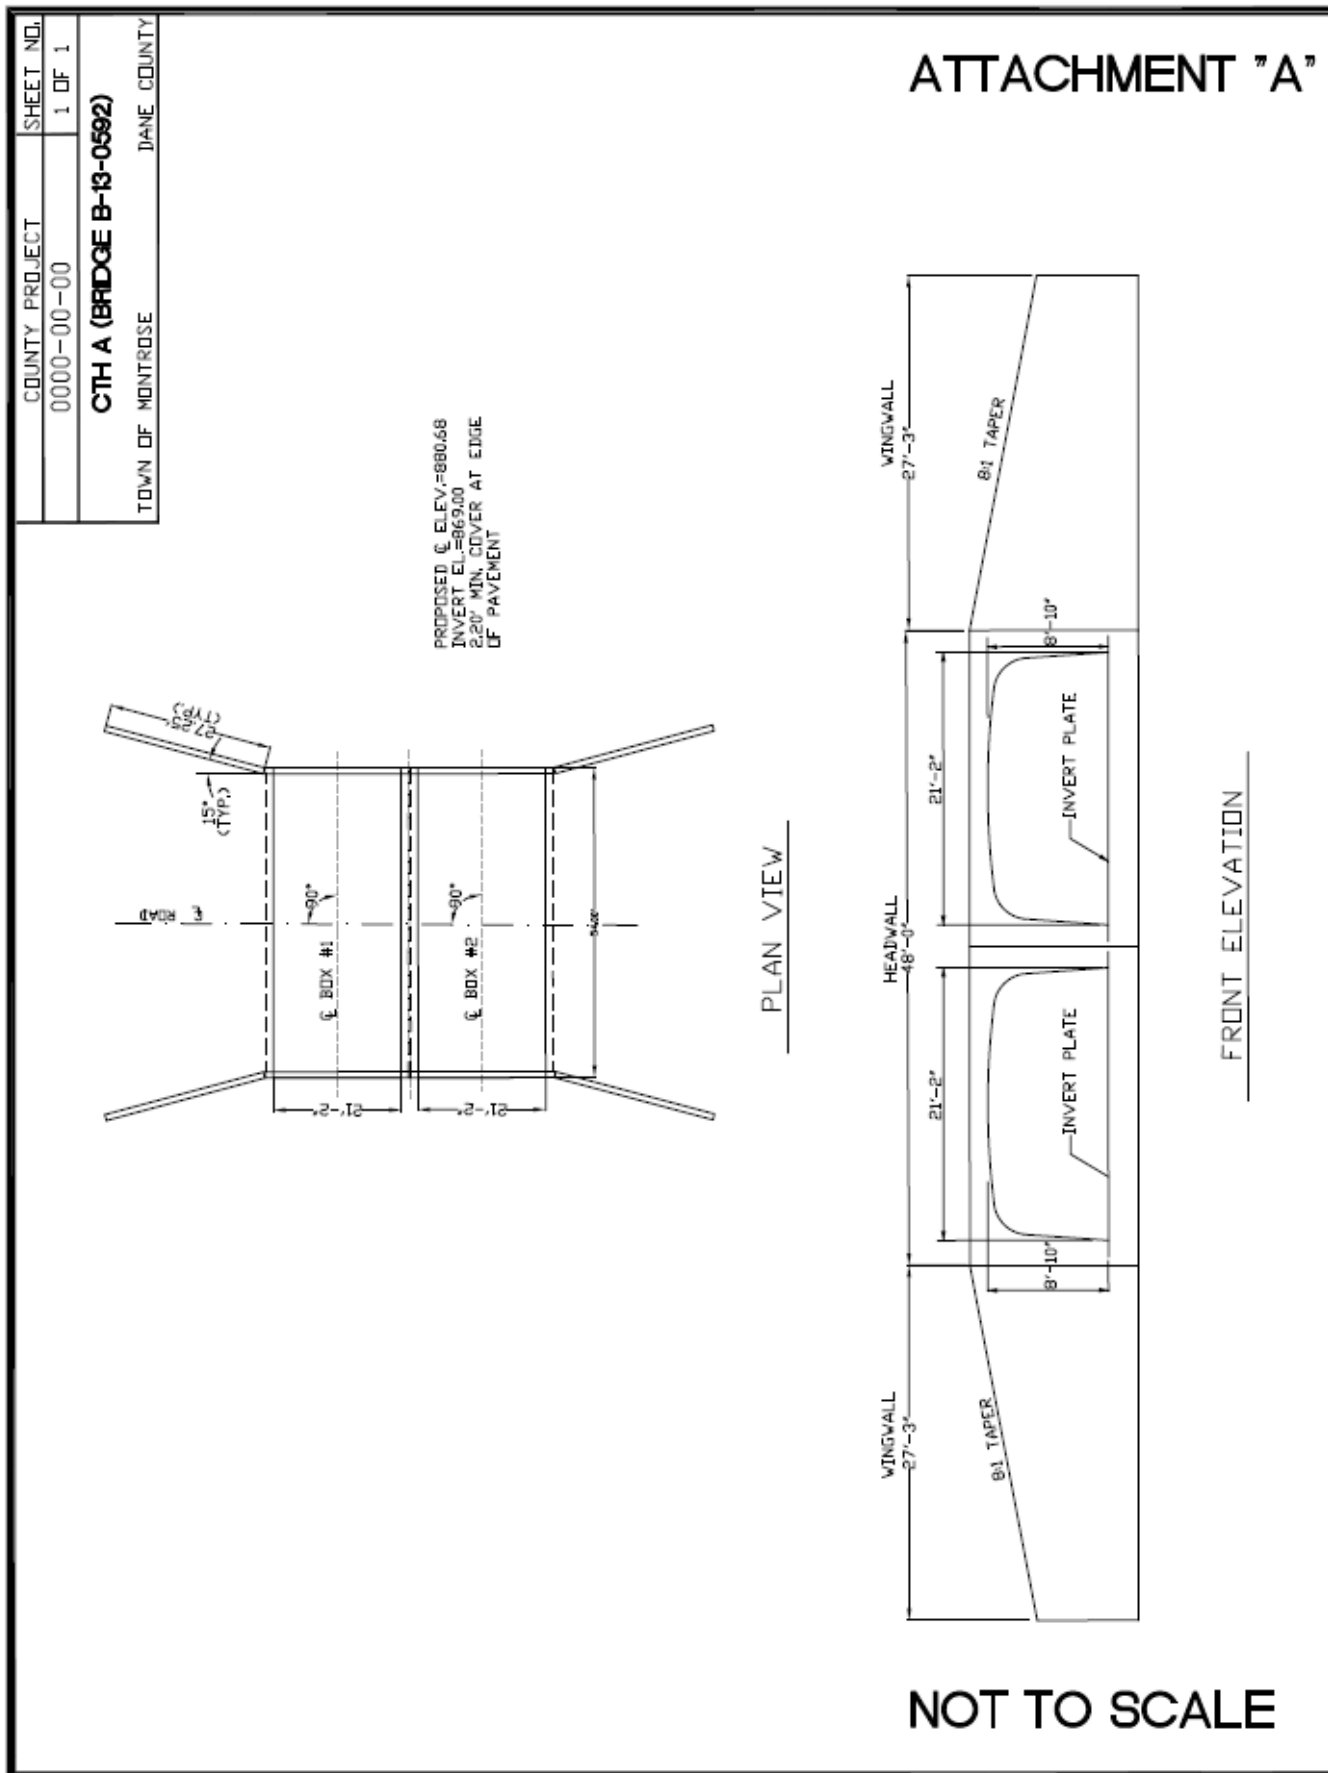 ATTACHMENT "A"
COUNTY PROJECT
SHEET NO.
0000-00-00
1 OF 1
CTH A (BRIDGE B-13-0592)
TOWN OF MONTROSE
DANE COUNTY
PROPOSED ℄ ELEV.=880.68
INVERT EL.=869.00
2.20' MIN. COVER AT EDGE
OF PAVEMENT
27.25'
(TYP.)
15°
(TYP.)
ROAD
90°
℄ BOX #1
90°
℄ BOX #2
21'-2"
21'-2"
PLAN VIEW
WINGWALL
27'-3"
8:1 TAPER
HEADWALL
48'-0"
8'-10"
21'-2"
INVERT PLATE
21'-2"
INVERT PLATE
8'-10"
WINGWALL
27'-3"
8:1 TAPER
FRONT ELEVATION
NOT TO SCALE